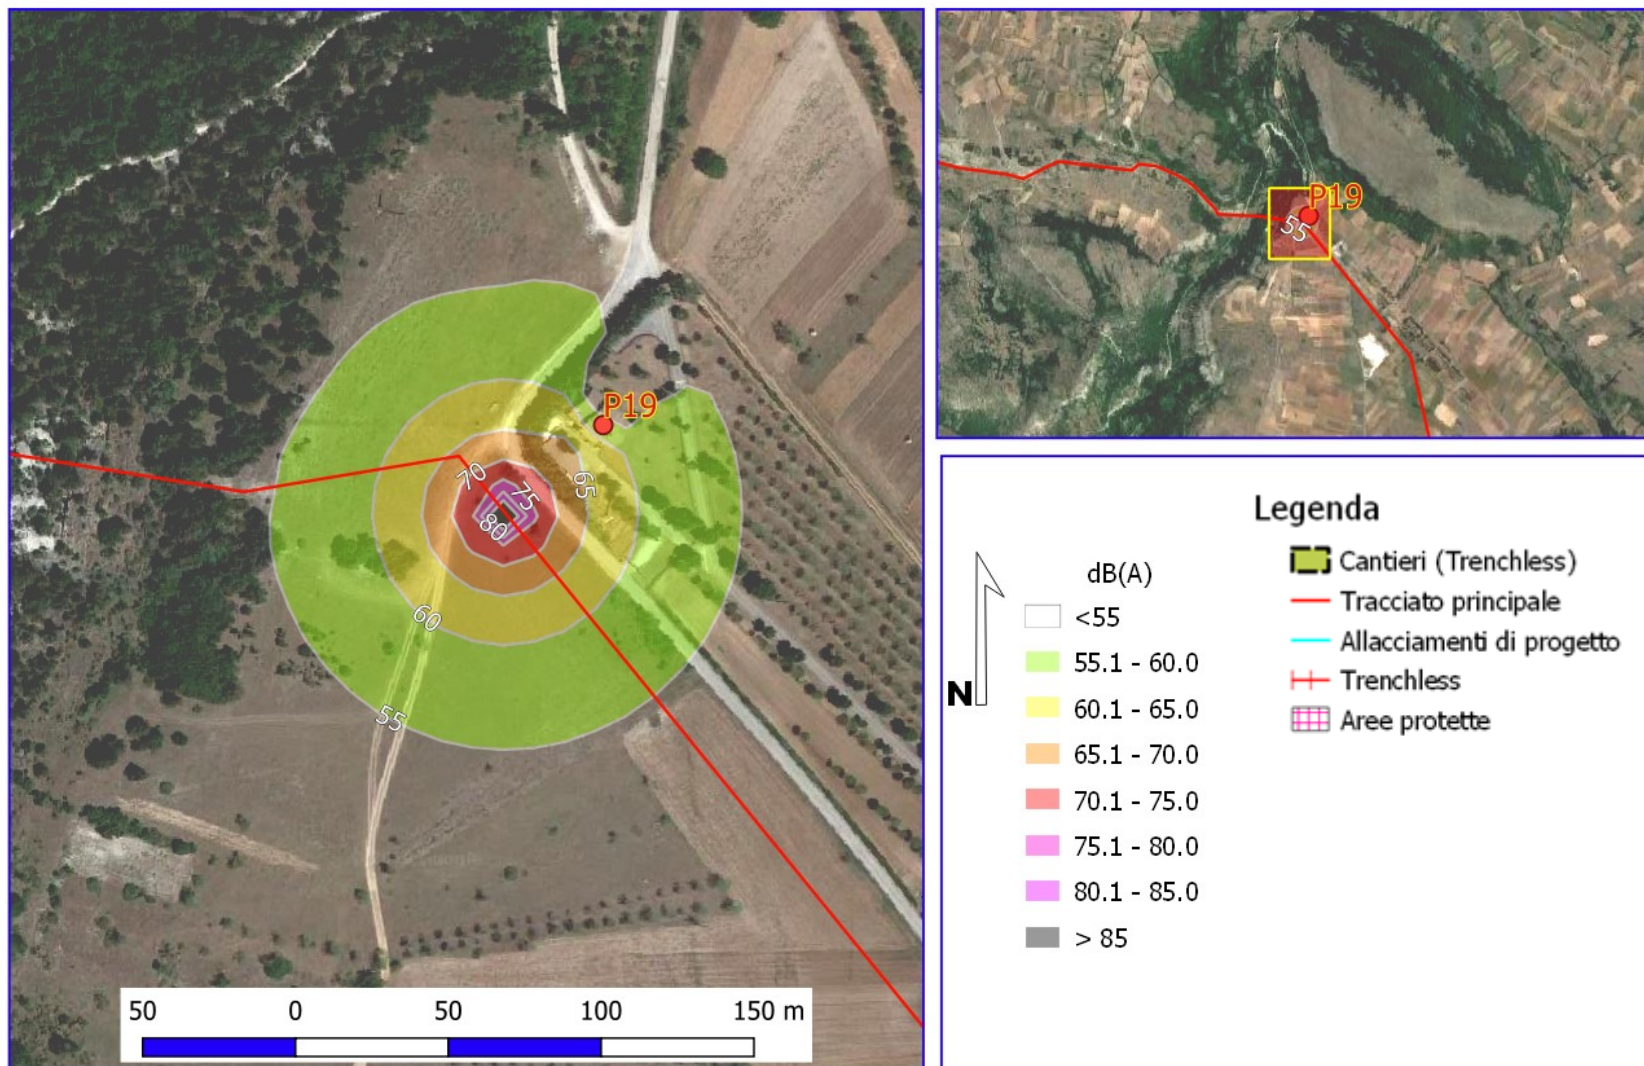 P19
70
75
65
80
60
55
50 0 50 100 150 m
P19
55
Legenda
dB(A)
<55
55.1 - 60.0
60.1 - 65.0
65.1 - 70.0
70.1 - 75.0
75.1 - 80.0
80.1 - 85.0
> 85
N
Cantieri (Trenchless)
Tracciato principale
Allacciamenti di progetto
Trenchless
Aree protette